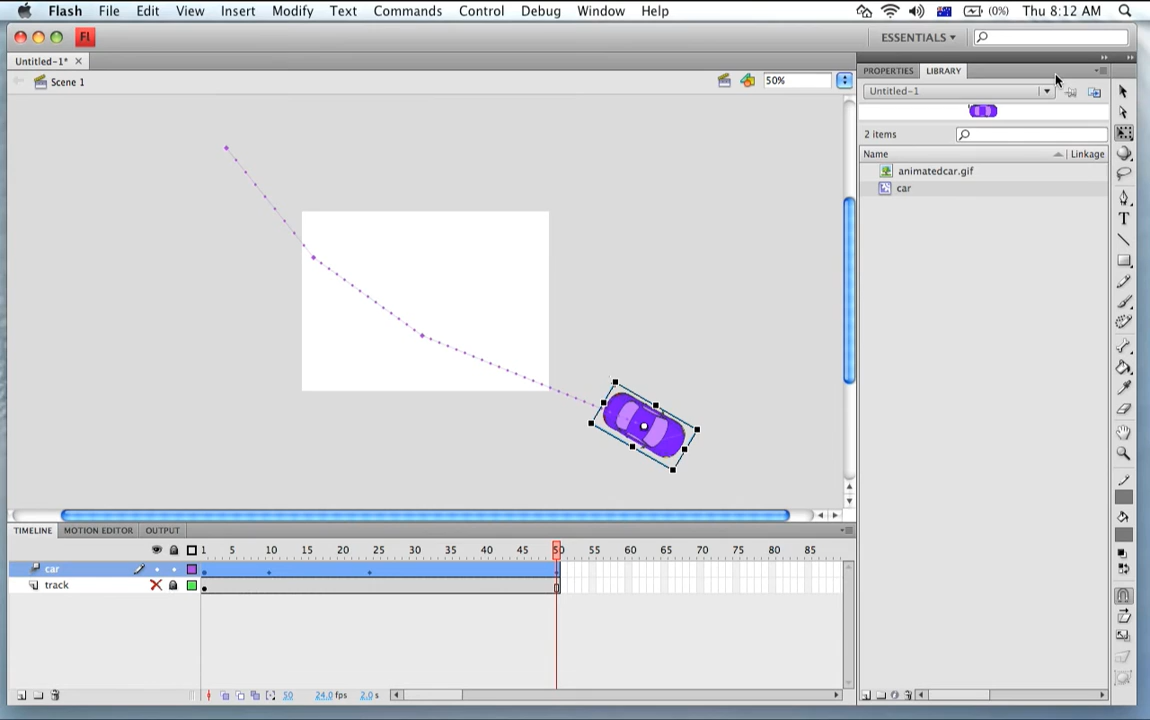 Flash File Edit View Insert Modify Text Commands Control Debug Window Help (0%) Thu 8:12 AM
Fl ESSENTIALS
Untitled-1*
Scene 1 50%
PROPERTIES LIBRARY
Untitled-1
2 items
Name Linkage
animatedcar.gif
car
TIMELINE MOTION EDITOR OUTPUT
1 5 10 15 20 25 30 35 40 45 50 55 60 65 70 75 80 85
car
track
50 24.0 fps 2.0 s
T